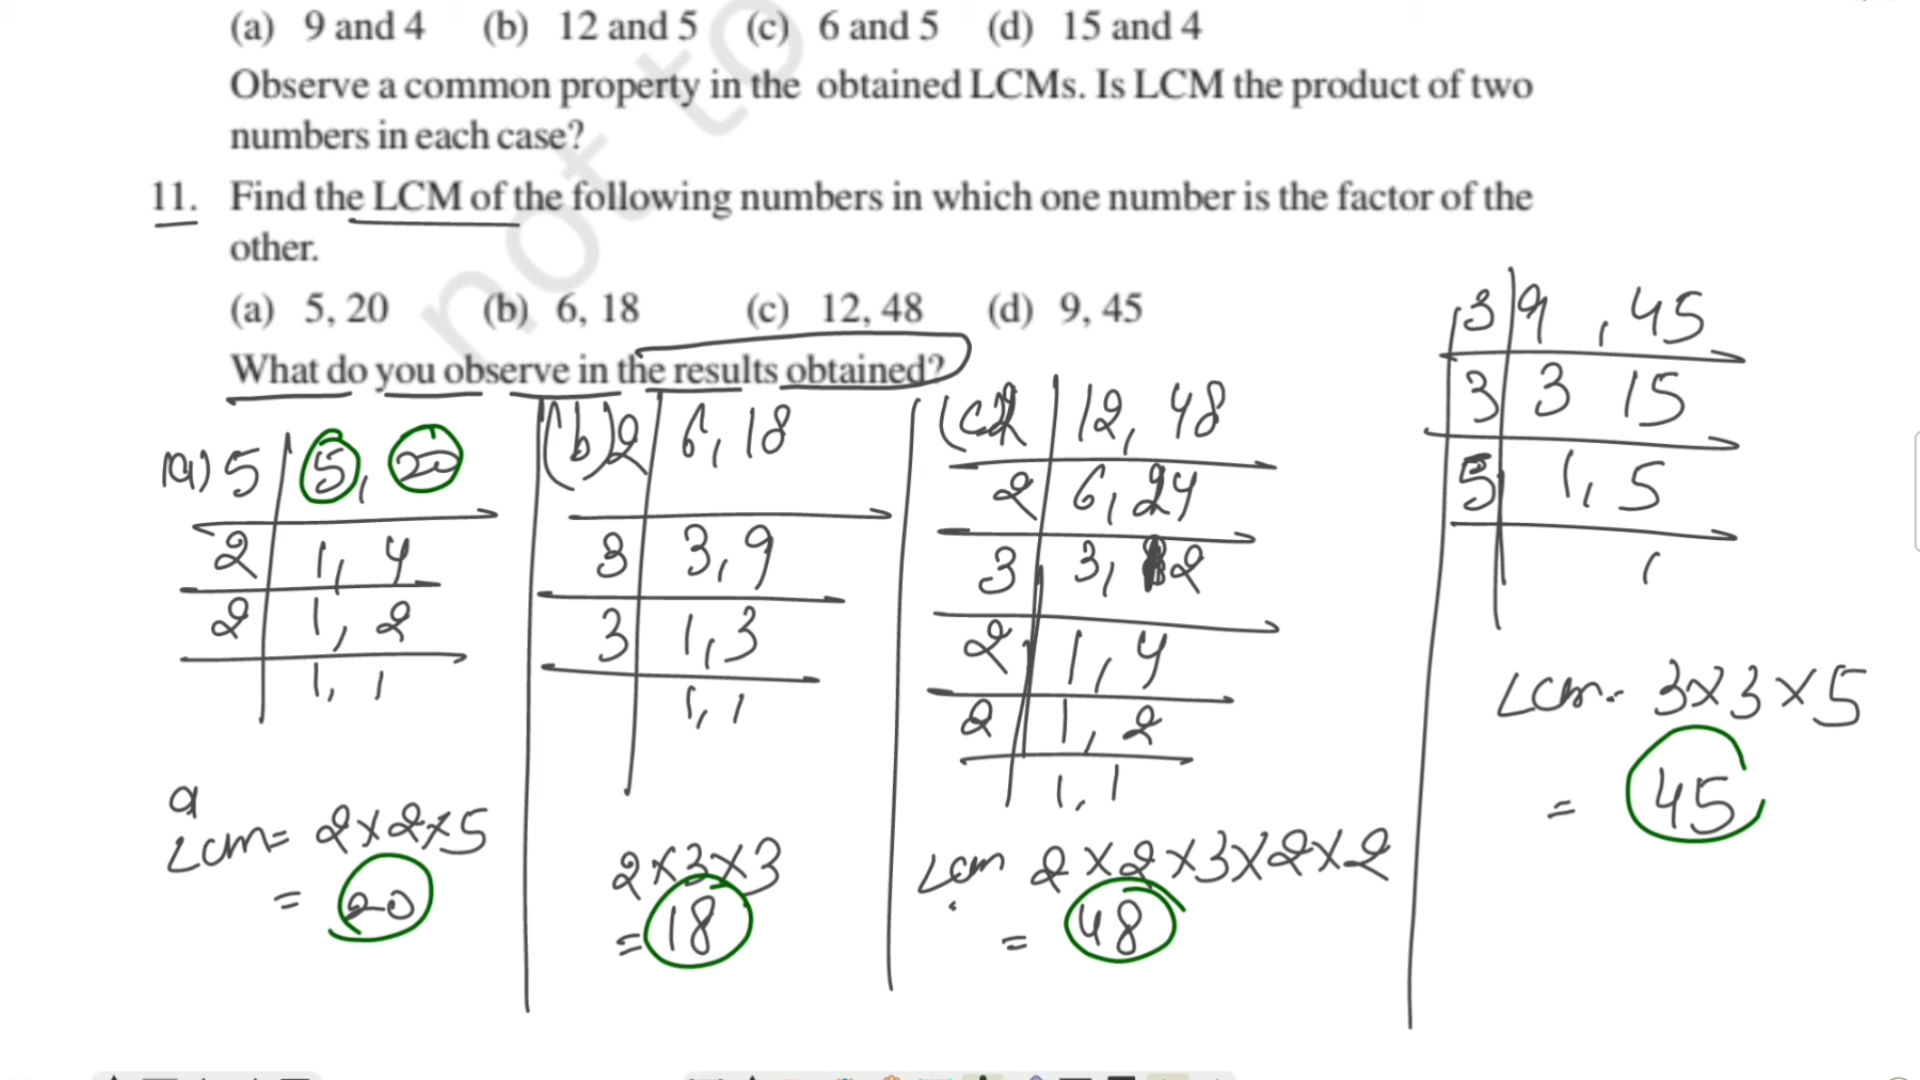 (a) 9 and 4 (b) 12 and 5 (c) 6 and 5 (d) 15 and 4
Observe a common property in the obtained LCMs. Is LCM the product of two
numbers in each case?
11. Find the LCM of the following numbers in which one number is the factor of the
other.
(a) 5, 20 (b) 6, 18 (c) 12, 48 (d) 9, 45
What do you observe in the results obtained?
not to
(a) 5 | 5, 20
2 | 1, 4
2 | 1, 2
1, 1
a
Lcm = 2×2×5
= 20
(b) 2 | 6, 18
3 | 3, 9
3 | 1, 3
1, 1
2×3×3
= 18
(c) 2 | 12, 48
2 | 6, 24
3 | 3, 12
2 | 1, 4
2 | 1, 2
1, 1
Lcm 2×2×3×2×2
= 48
3 | 9, 45
3 | 3 15
5 | 1, 5
1
Lcm = 3×3×5
= 45